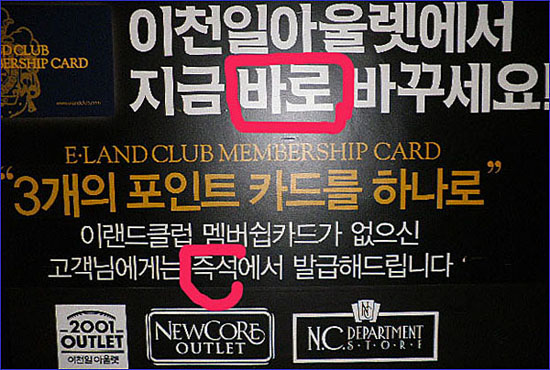 이천일아울렛에서
D CLUB
ERSHIP CARD
지금 바로 바꾸세요!
E·LAND CLUB MEMBERSHIP CARD
“3개의 포인트 카드를 하나로”
이랜드클럽 멤버쉽카드가 없으신
고객님에게는 즉석에서 발급해드립니다
2001
OUTLET
이천일 아울렛
NEWCORE
OUTLET
N.C. DEPARTMENT
STORE